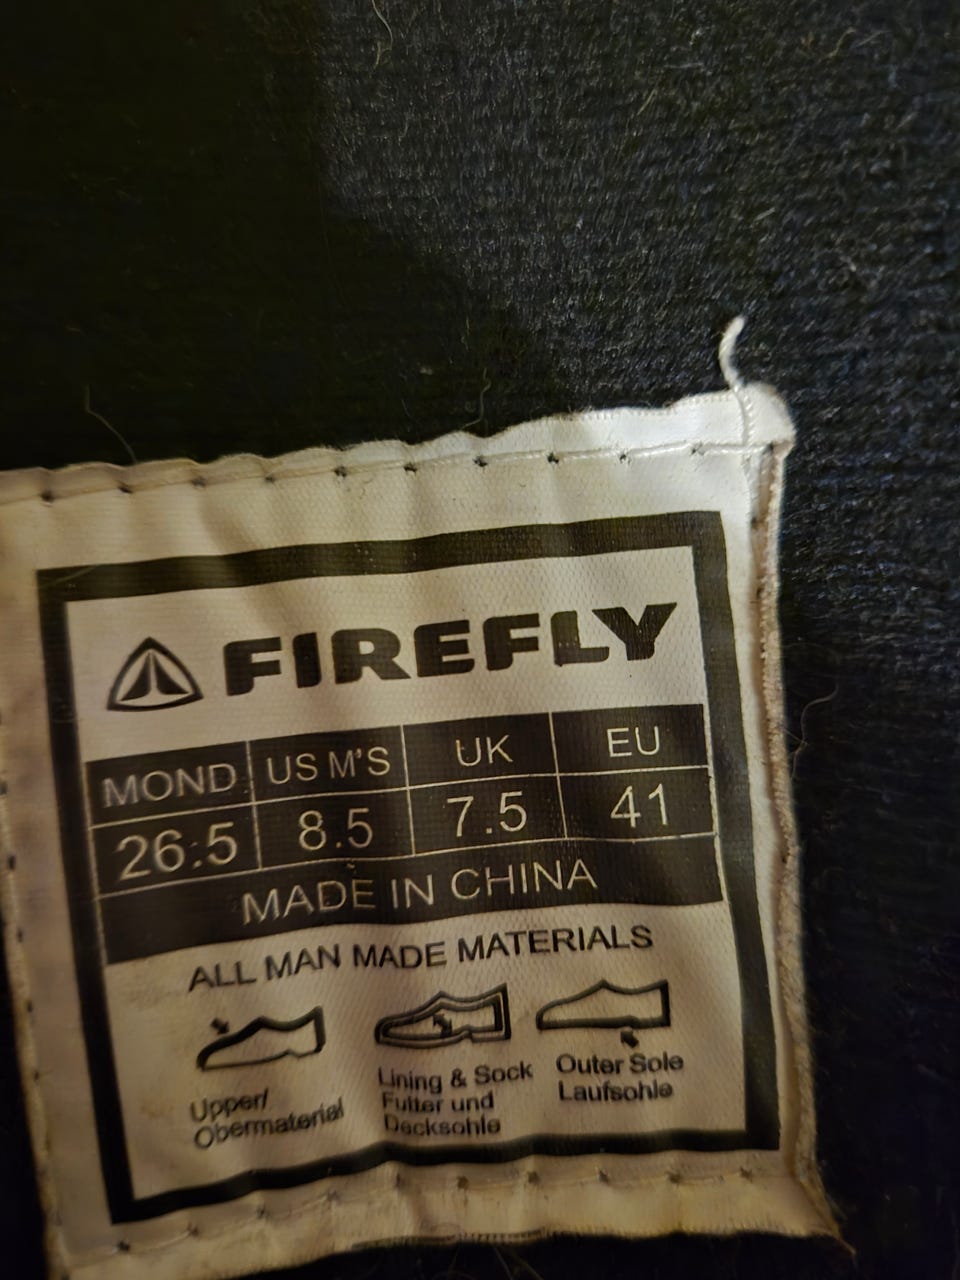 FIREFLY
MOND US M'S UK EU
26.5 8.5 7.5 41
MADE IN CHINA
ALL MAN MADE MATERIALS
Upper/
Obermaterial
Lining & Sock
Futter und
Decksohle
Outer Sole
Laufsohle